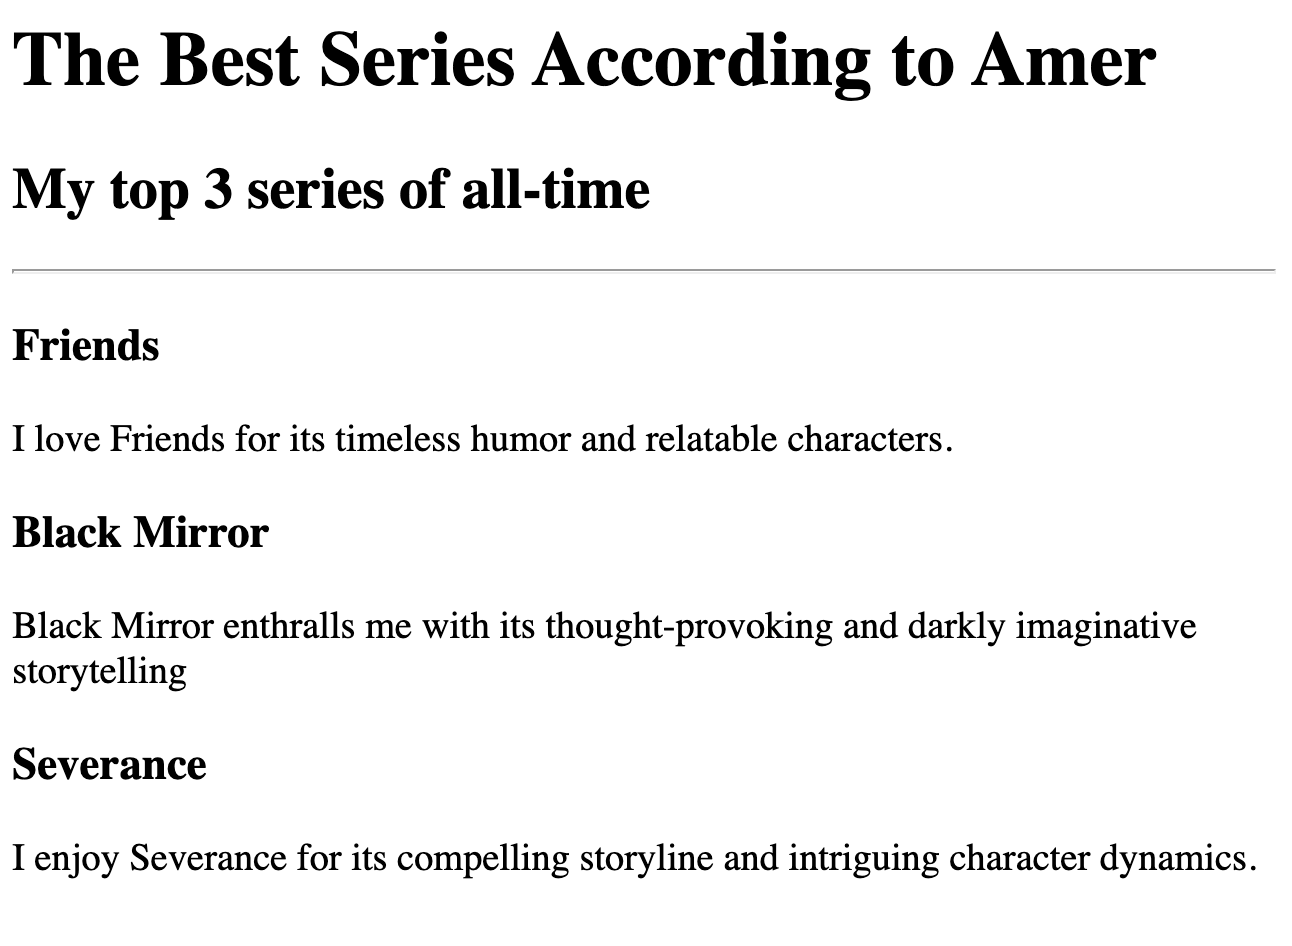 The Best Series According to Amer
My top 3 series of all-time
Friends
I love Friends for its timeless humor and relatable characters.
Black Mirror
Black Mirror enthralls me with its thought-provoking and darkly imaginative
storytelling
Severance
I enjoy Severance for its compelling storyline and intriguing character dynamics.